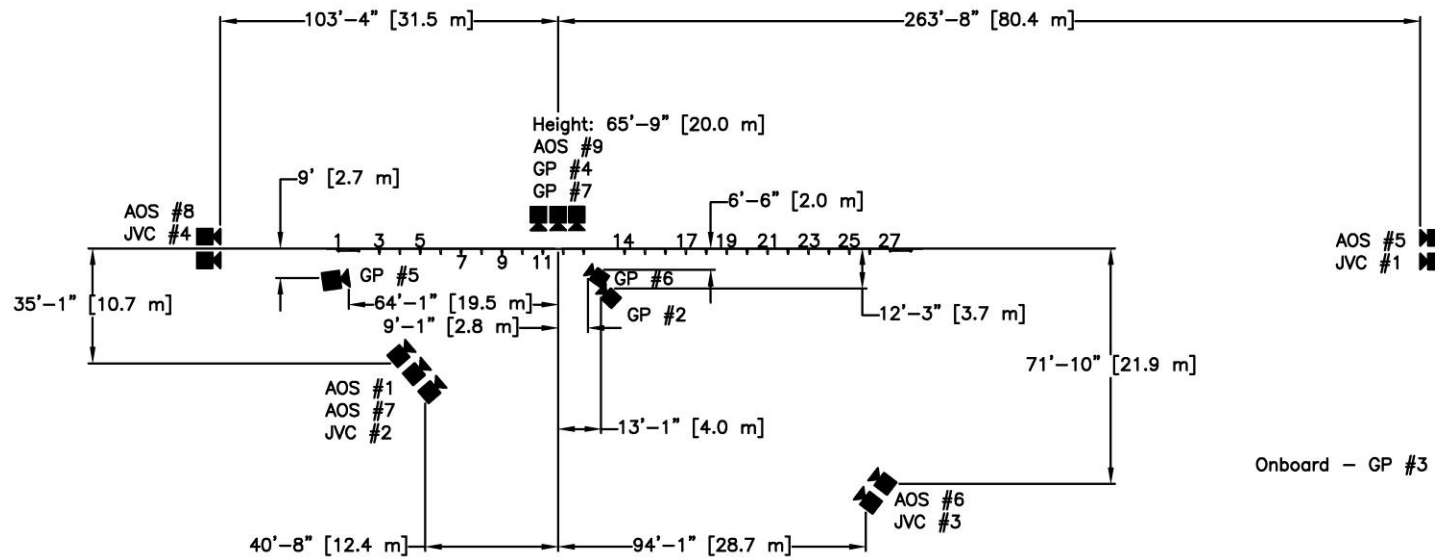 103'-4" [31.5 m]
263'-8" [80.4 m]
Height: 65'-9" [20.0 m]
AOS #9
GP #4
GP #7
9' [2.7 m]
6'-6" [2.0 m]
AOS #8
JVC #4
1 3 5 14 17 19 21 23 25 27
7 9 11
AOS #5
JVC #1
GP #5
GP #6
64'-1" [19.5 m]
GP #2
35'-1" [10.7 m]
9'-1" [2.8 m]
12'-3" [3.7 m]
71'-10" [21.9 m]
AOS #1
AOS #7
JVC #2
13'-1" [4.0 m]
Onboard - GP #3
AOS #6
JVC #3
40'-8" [12.4 m]
94'-1" [28.7 m]